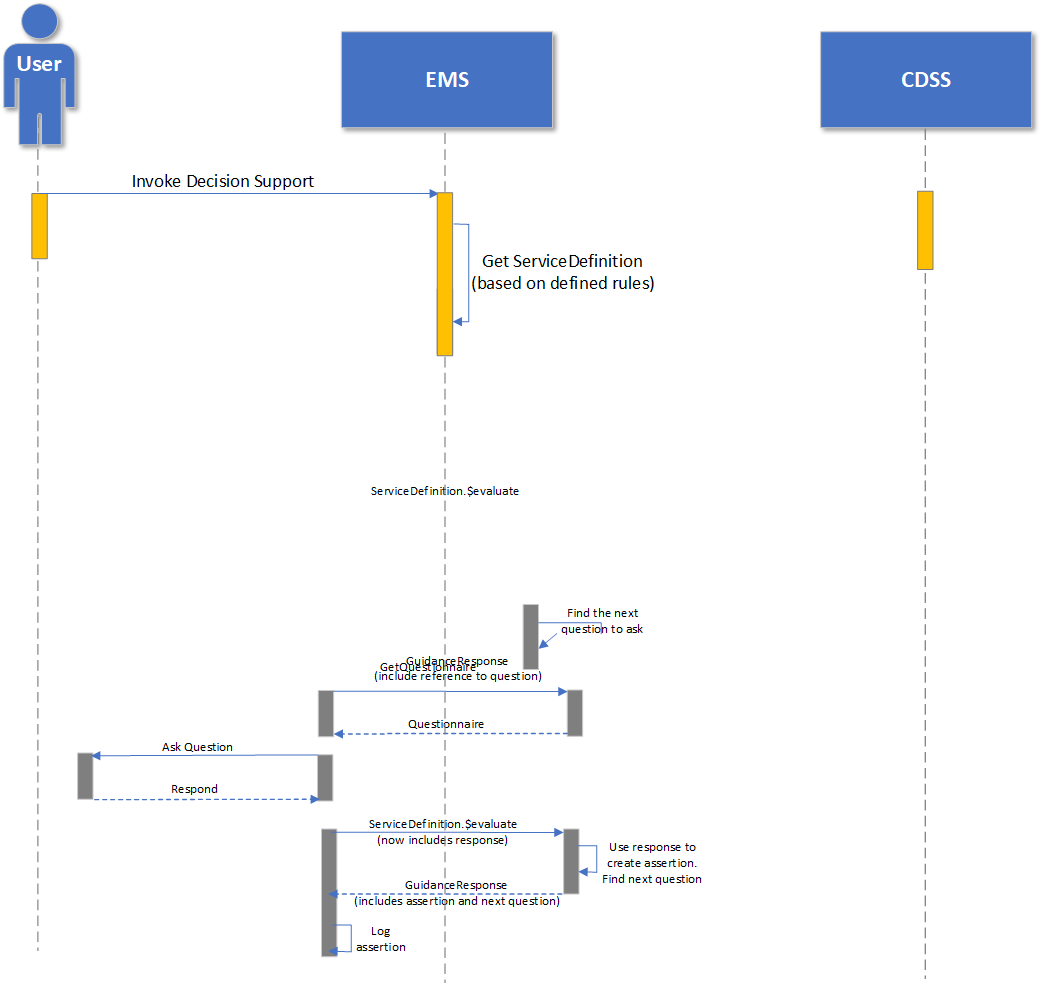 User
EMS
CDSS
Invoke Decision Support
Get ServiceDefinition
(based on defined rules)
ServiceDefinition.$evaluate
Find the next
question to ask
GuidanceResponse
GetQuestionnaire
(include reference to question)
Questionnaire
Ask Question
Respond
ServiceDefinition.$evaluate
(now includes response)
Use response to
create assertion.
Find next question
GuidanceResponse
(includes assertion and next question)
Log
assertion